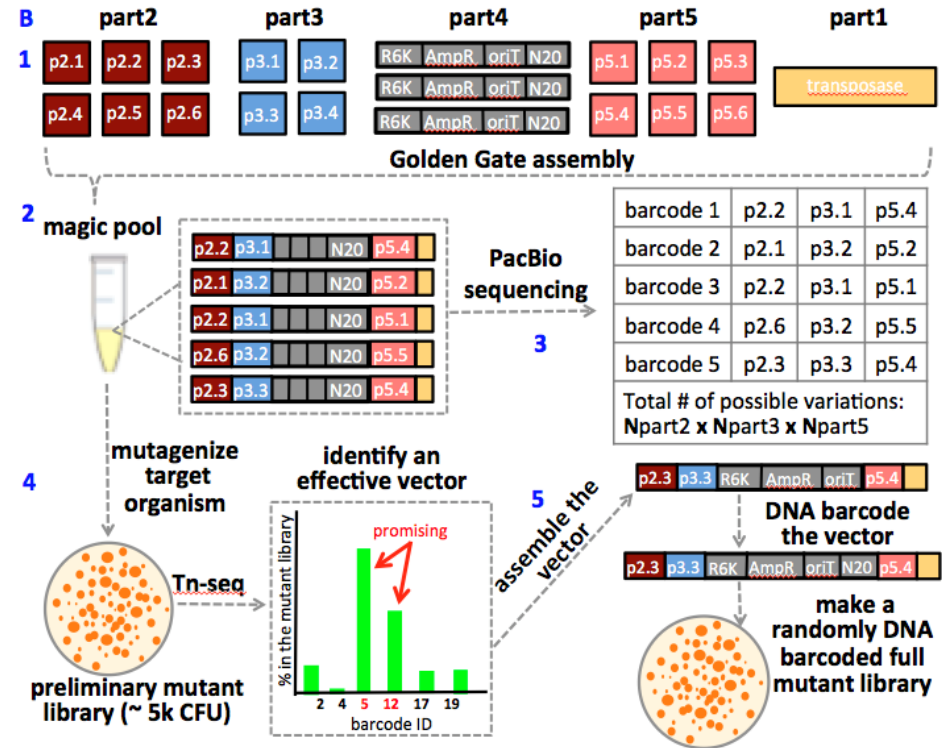 B
part2 part3 part4 part5 part1
1
p2.1 p2.2 p2.3 p3.1 p3.2 R6K AmpR oriT N20 p5.1 p5.2 p5.3
R6K AmpR oriT N20
transposase
p2.4 p2.5 p2.6 p3.3 p3.4 R6K AmpR oriT N20 p5.4 p5.5 p5.6
Golden Gate assembly
2
magic pool
p2.2 p3.1 N20 p5.4
p2.1 p3.2 N20 p5.2
p2.2 p3.1 N20 p5.1
p2.6 p3.2 N20 p5.5
p2.3 p3.3 N20 p5.4
PacBio
sequencing
3
barcode 1 p2.2 p3.1 p5.4
barcode 2 p2.1 p3.2 p5.2
barcode 3 p2.2 p3.1 p5.1
barcode 4 p2.6 p3.2 p5.5
barcode 5 p2.3 p3.3 p5.4
Total # of possible variations:
Npart2 x Npart3 x Npart5
4
mutagenize
target
organism
preliminary mutant
library (~ 5k CFU)
Tn-seq
identify an
effective vector
promising
% in the mutant library
2 4 5 12 17 19
barcode ID
5
assemble the
vector
p2.3 p3.3 R6K AmpR oriT p5.4
DNA barcode
the vector
p2.3 p3.3 R6K AmpR oriT N20 p5.4
make a
randomly DNA
barcoded full
mutant library